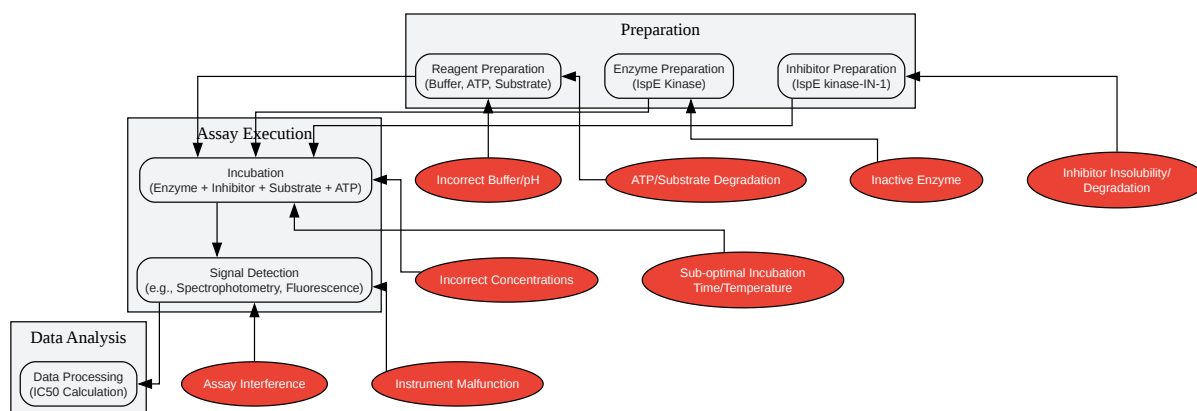 Preparation
Reagent Preparation
(Buffer, ATP, Substrate)
Enzyme Preparation
(IspE Kinase)
Inhibitor Preparation
(IspE kinase-IN-1)
Assay Execution
Incubation
(Enzyme + Inhibitor + Substrate + ATP)
Incorrect Buffer/pH
ATP/Substrate Degradation
Inactive Enzyme
Inhibitor Insolubility/
Degradation
Signal Detection
(e.g., Spectrophotometry, Fluorescence)
Incorrect Concentrations
Sub-optimal Incubation
Time/Temperature
Data Analysis
Data Processing
(IC50 Calculation)
Assay Interference
Instrument Malfunction